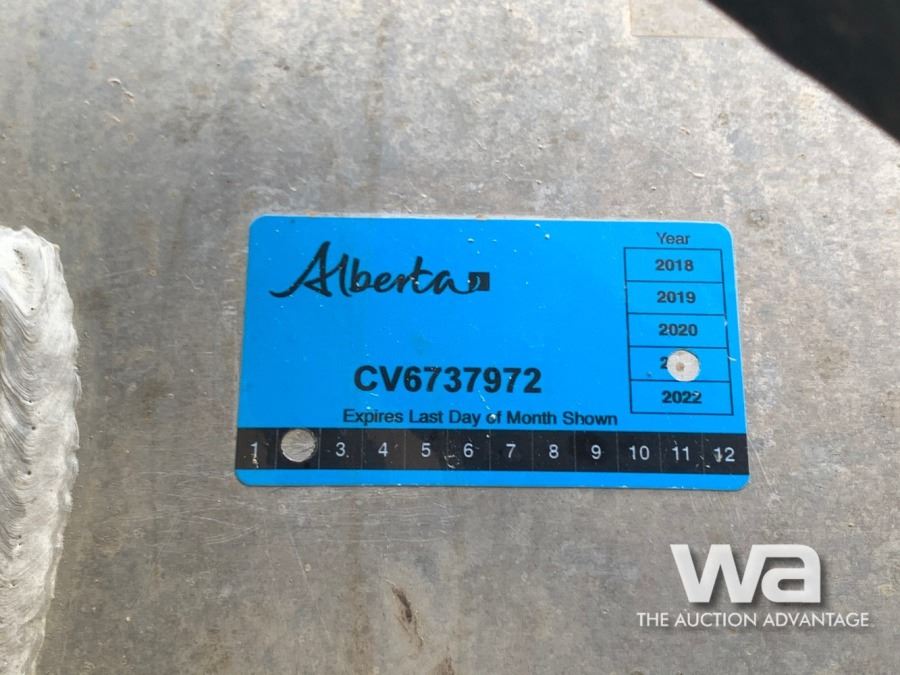 Alberta
Year
2018
2019
2020
2022
CV6737972
Expires Last Day of Month Shown
1 3 4 5 6 7 8 9 10 11 12
wa
THE AUCTION ADVANTAGE